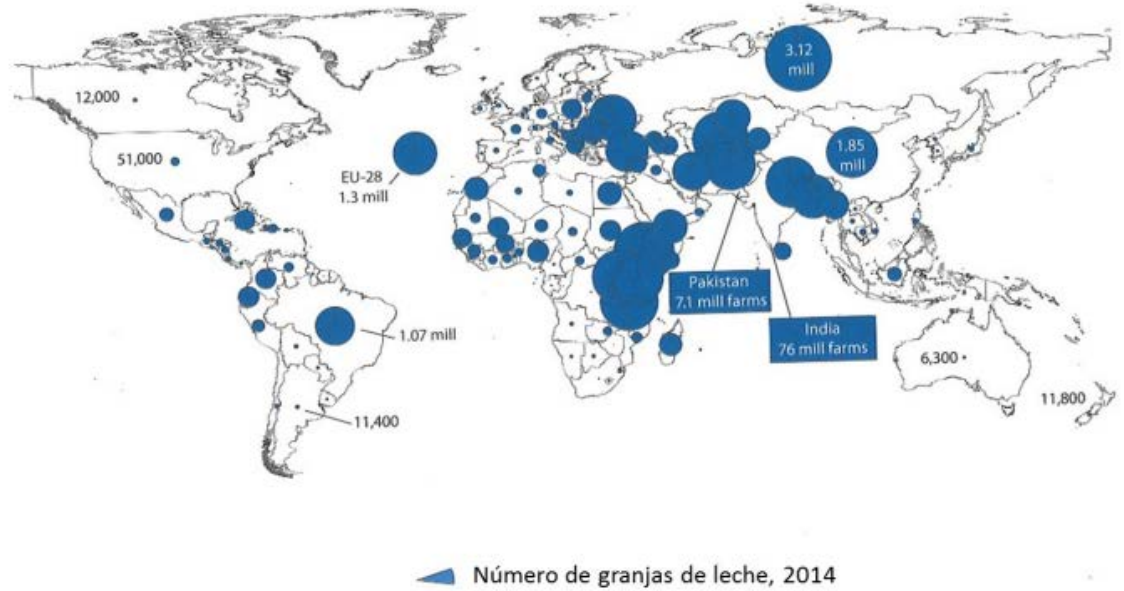 3.12
mill
12,000
51,000
EU-28
1.3 mill
1.85
mill
Pakistan
7.1 mill farms
India
76 mill farms
1.07 mill
11,400
6,300
11,800
Número de granjas de leche, 2014